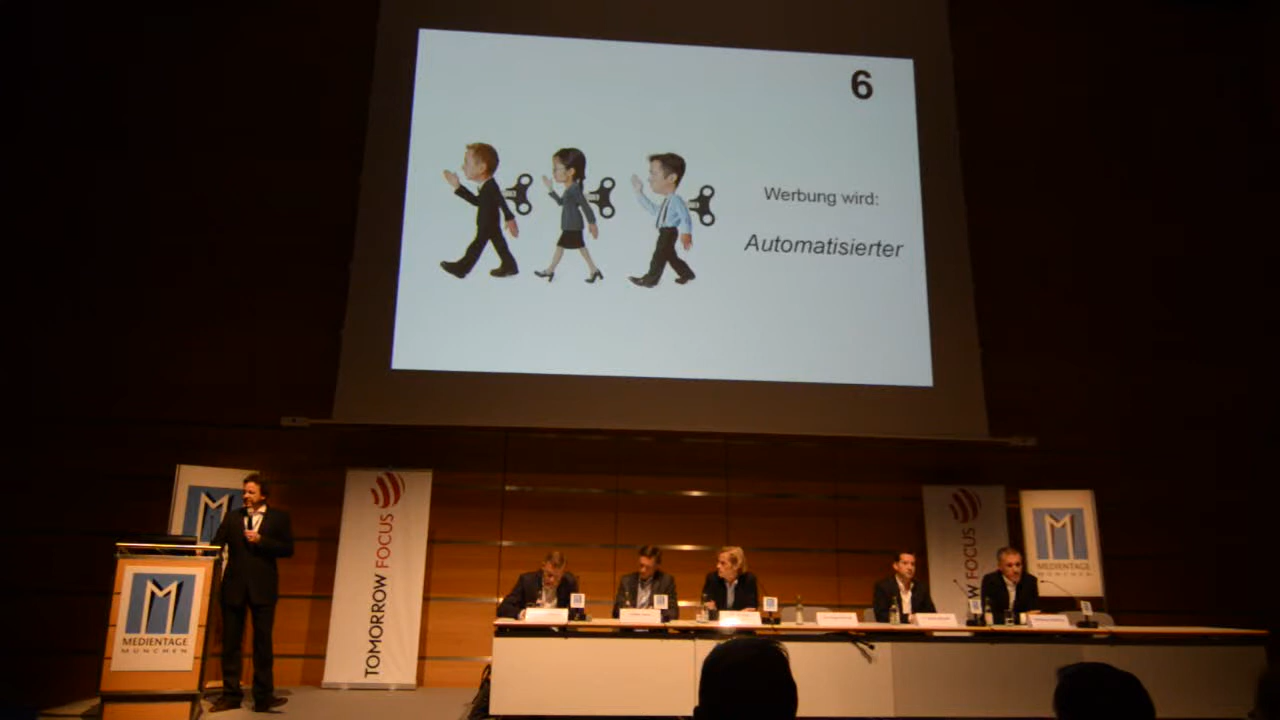 6
Werbung wird:
Automatisierter
M
M
MEDIENTAGE
MÜNCHEN
TOMORROW FOCUS
W FOCUS
M
MEDIENTAGE
MÜNCHEN